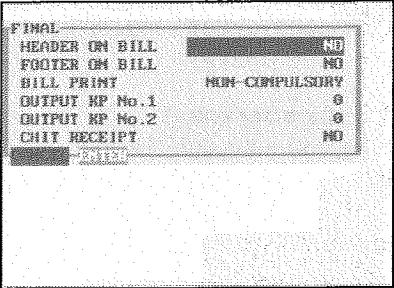 FINAL
HEADER ON BILL NO
FOOTER ON BILL NO
BILL PRINT NON-COMPULSORY
OUTPUT KP No.1 0
OUTPUT KP No.2 0
CHIT RECEIPT NO
ENTER